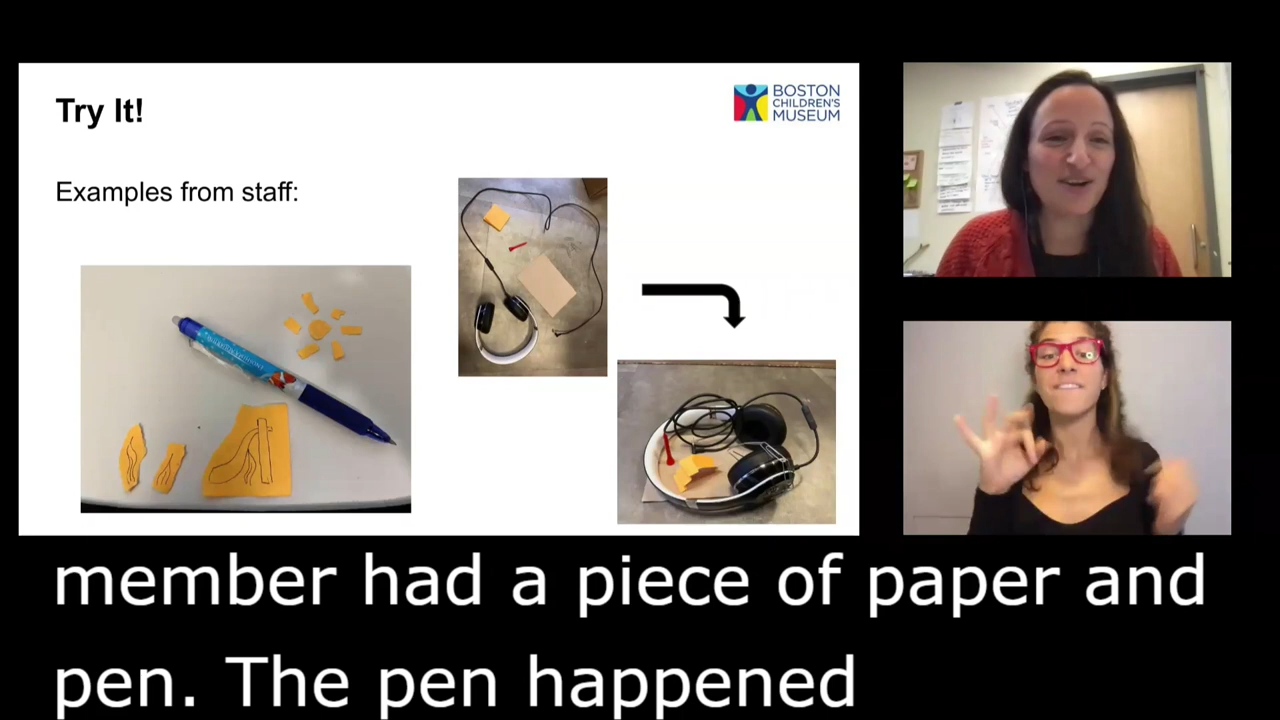 Try It!
BOSTON
CHILDREN'S
MUSEUM
Examples from staff:
member had a piece of paper and
pen. The pen happened